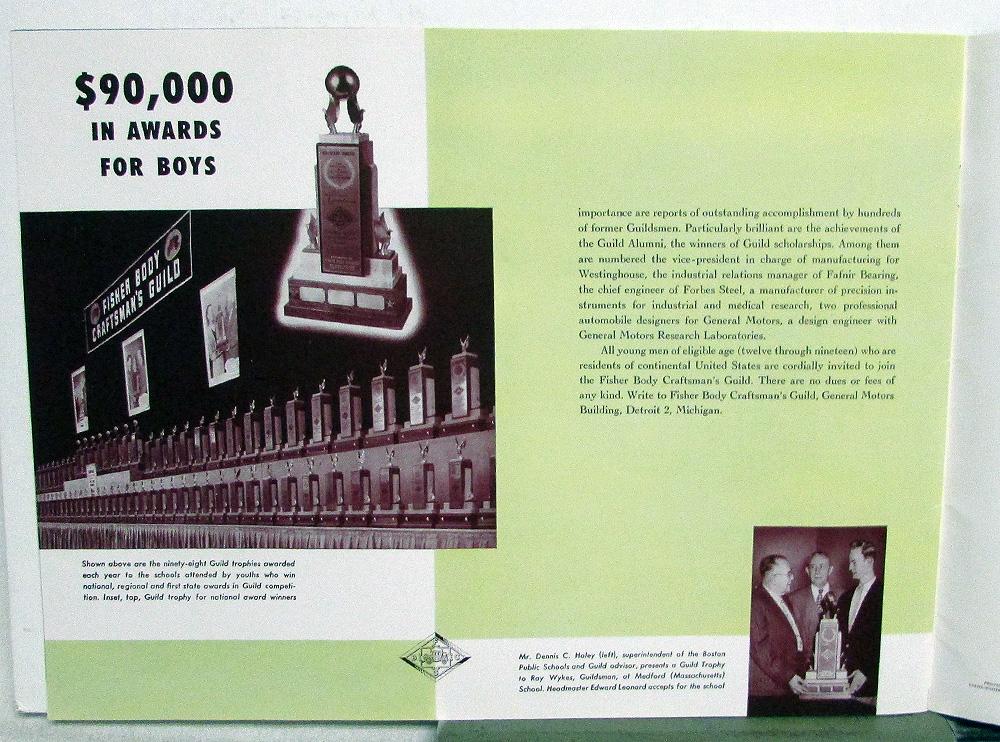 $90,000
IN AWARDS
FOR BOYS
FISHER BODY
CRAFTSMAN'S GUILD
Shown above are the ninety-eight Guild trophies awarded
each year to the schools attended by youths who win
national, regional and first state awards in Guild competi-
tion. Inset, top, Guild trophy for national award winners
importance are reports of outstanding accomplishment by hundreds
of former Guildsmen. Particularly brilliant are the achievements of
the Guild Alumni, the winners of Guild scholarships. Among them
are numbered the vice-president in charge of manufacturing for
Westinghouse, the industrial relations manager of Fafnir Bearing,
the chief engineer of Forbes Steel, a manufacturer of precision in-
struments for industrial and medical research, two professional
automobile designers for General Motors, a design engineer with
General Motors Research Laboratories.
All young men of eligible age (twelve through nineteen) who are
residents of continental United States are cordially invited to join
the Fisher Body Craftsman's Guild. There are no dues or fees of
any kind. Write to Fisher Body Craftsman's Guild, General Motors
Building, Detroit 2, Michigan.
Mr. Dennis C. Haley (left), superintendent of the Boston
Public Schools and Guild advisor, presents a Guild Trophy
to Ray Wykes, Guildsman, at Medford (Massachusetts)
School. Headmaster Edward Leonard accepts for the school